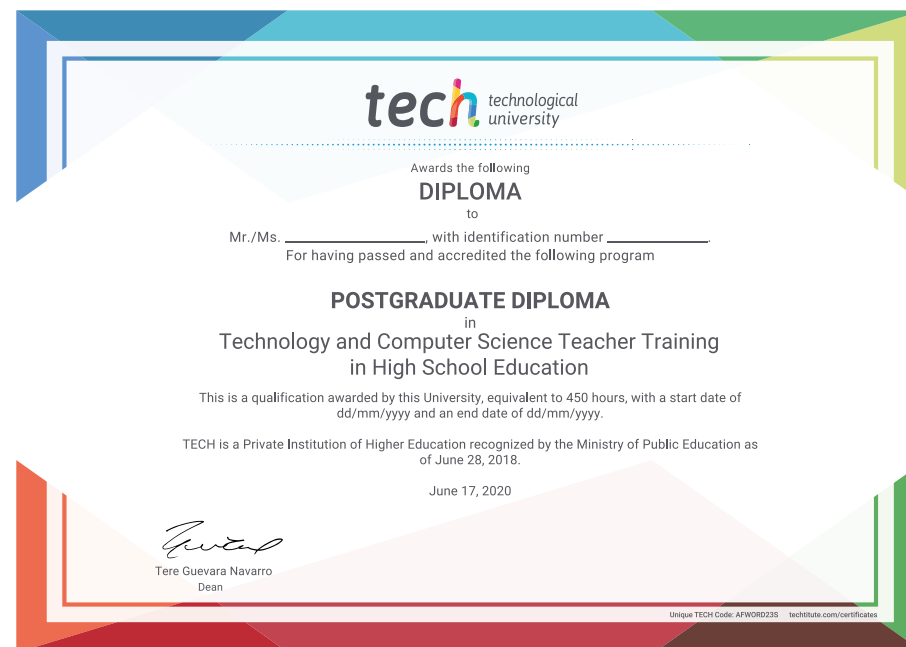 tech technological
university
Awards the following
DIPLOMA
to
Mr./Ms. ____________________, with identification number ______________.
For having passed and accredited the following program
POSTGRADUATE DIPLOMA
in
Technology and Computer Science Teacher Training
in High School Education
This is a qualification awarded by this University, equivalent to 450 hours, with a start date of
dd/mm/yyyy and an end date of dd/mm/yyyy.
TECH is a Private Institution of Higher Education recognized by the Ministry of Public Education as
of June 28, 2018.
June 17, 2020
Tere Guevara Navarro
Dean
Unique TECH Code: AFWORD23S techtitute.com/certificates